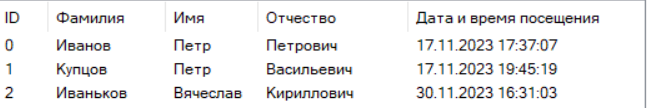 ID Фамилия Имя Отчество Дата и время посещения
0 Иванов Петр Петрович 17.11.2023 17:37:07
1 Купцов Петр Васильевич 17.11.2023 19:45:19
2 Иваньков Вячеслав Кириллович 30.11.2023 16:31:03